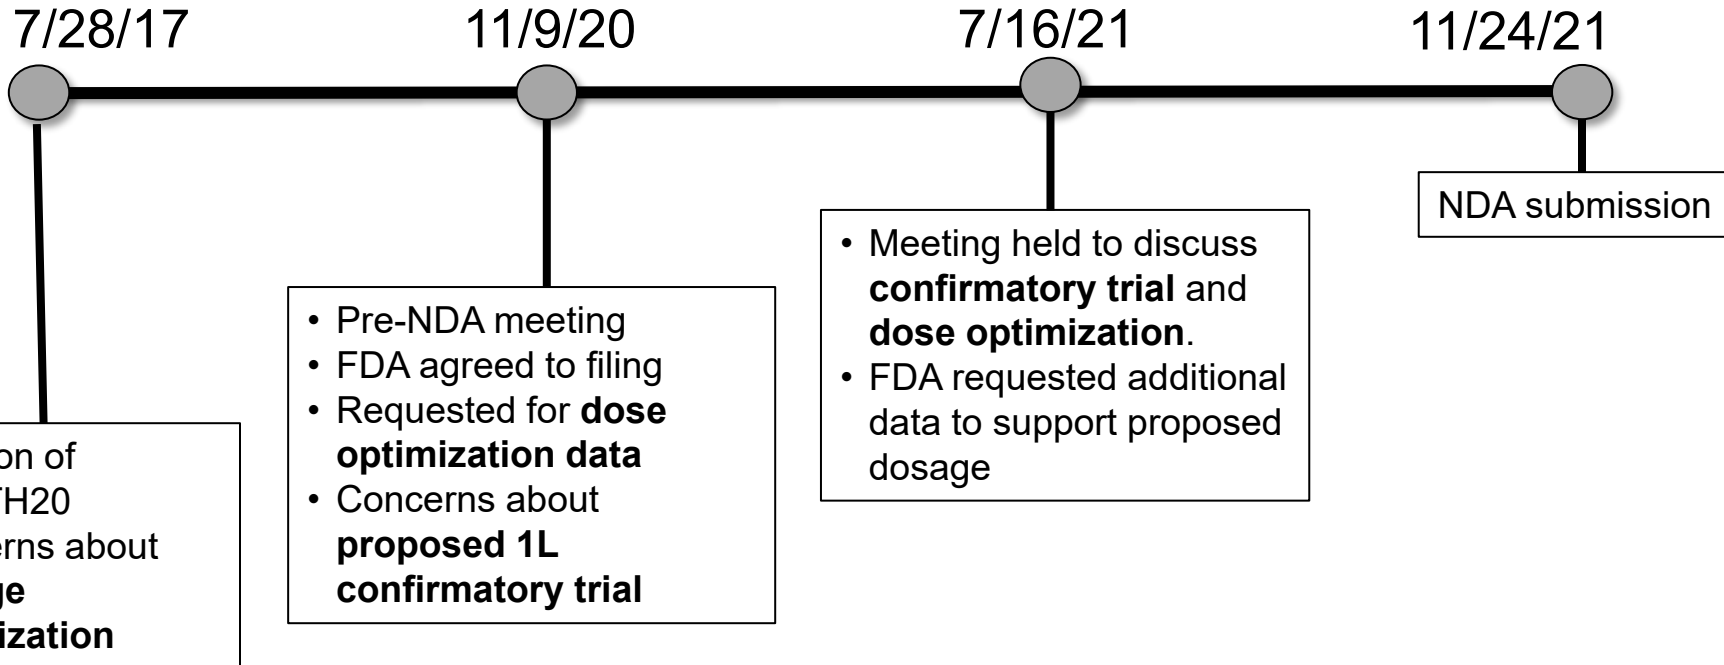 7/28/17
11/9/20
7/16/21
11/24/21
on of
H20
erns about
ization
• Pre-NDA meeting
• FDA agreed to filing
• Requested for dose
optimization data
• Concerns about
proposed 1L
confirmatory trial
• Meeting held to discuss
confirmatory trial and
dose optimization.
• FDA requested additional
data to support proposed
dosage
NDA submission